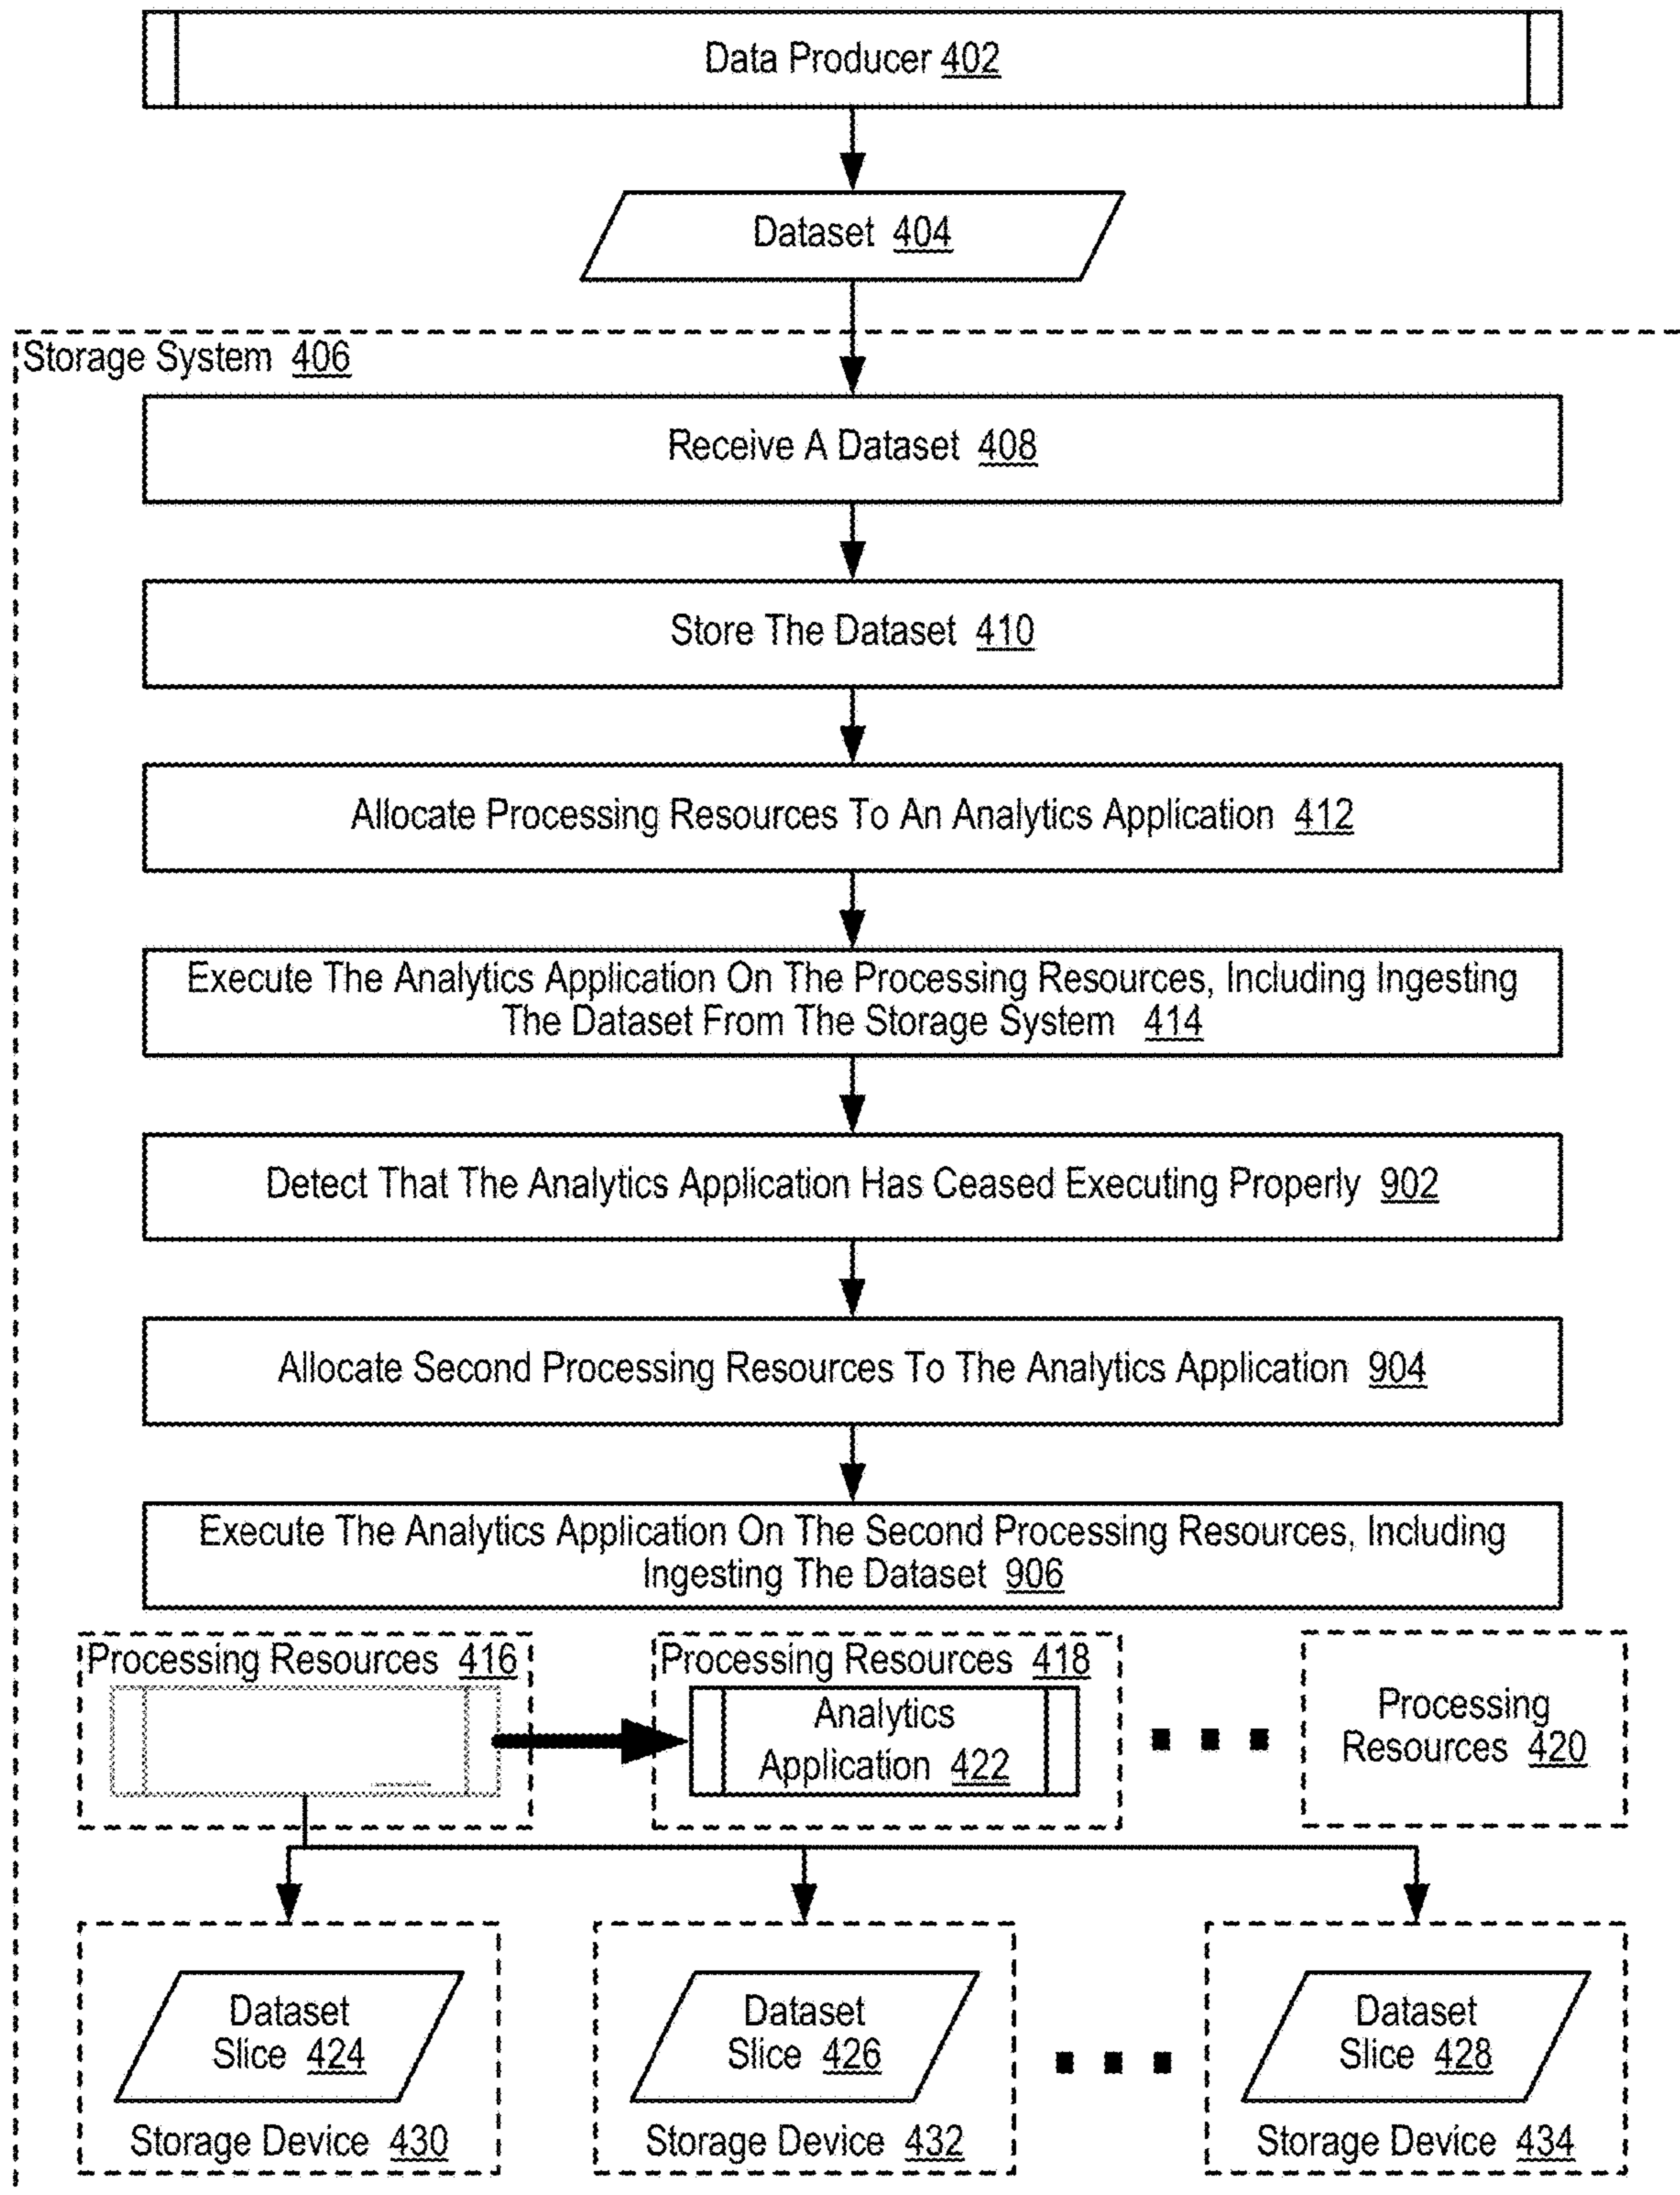 Data Producer 402
Dataset 404
Storage System 406
Receive A Dataset 408
Store The Dataset 410
Allocate Processing Resources To An Analytics Application 412
Execute The Analytics Application On The Processing Resources, Including Ingesting
The Dataset From The Storage System 414
Detect That The Analytics Application Has Ceased Executing Properly 902
Allocate Second Processing Resources To The Analytics Application 904
Execute The Analytics Application On The Second Processing Resources, Including
Ingesting The Dataset 906
Processing Resources 416
Processing Resources 418
Analytics
Application 422
Processing
Resources 420
Dataset
Slice 424
Storage Device 430
Dataset
Slice 426
Storage Device 432
Dataset
Slice 428
Storage Device 434